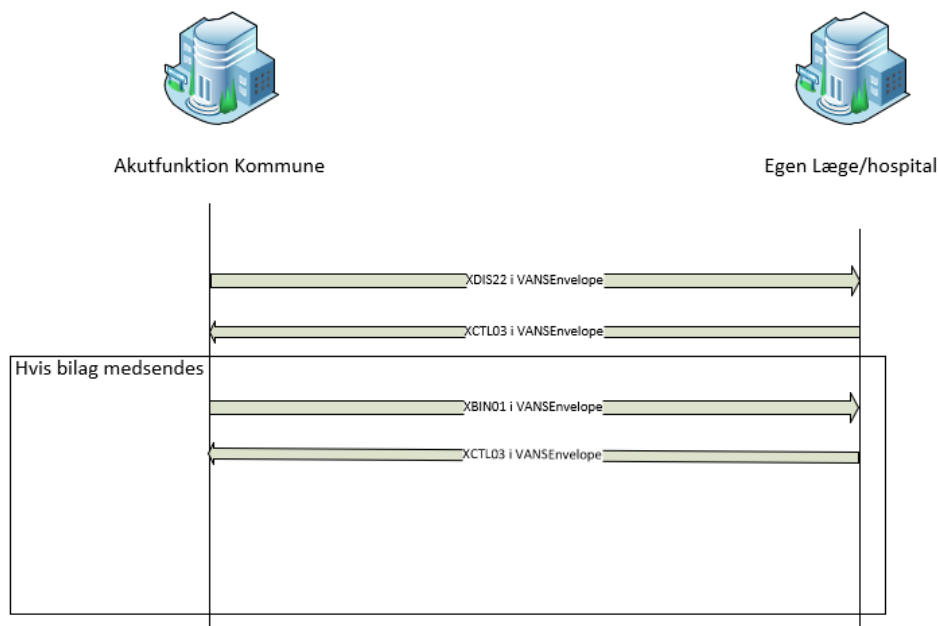 Akutfunktion Kommune
Egen Læge/hospital
XDIS22 i VANSEnvelope
XCTL03 i VANSEnvelope
Hvis bilag medsendes
XBIN01 i VANSEnvelope
XCTL03 i VANSEnvelope